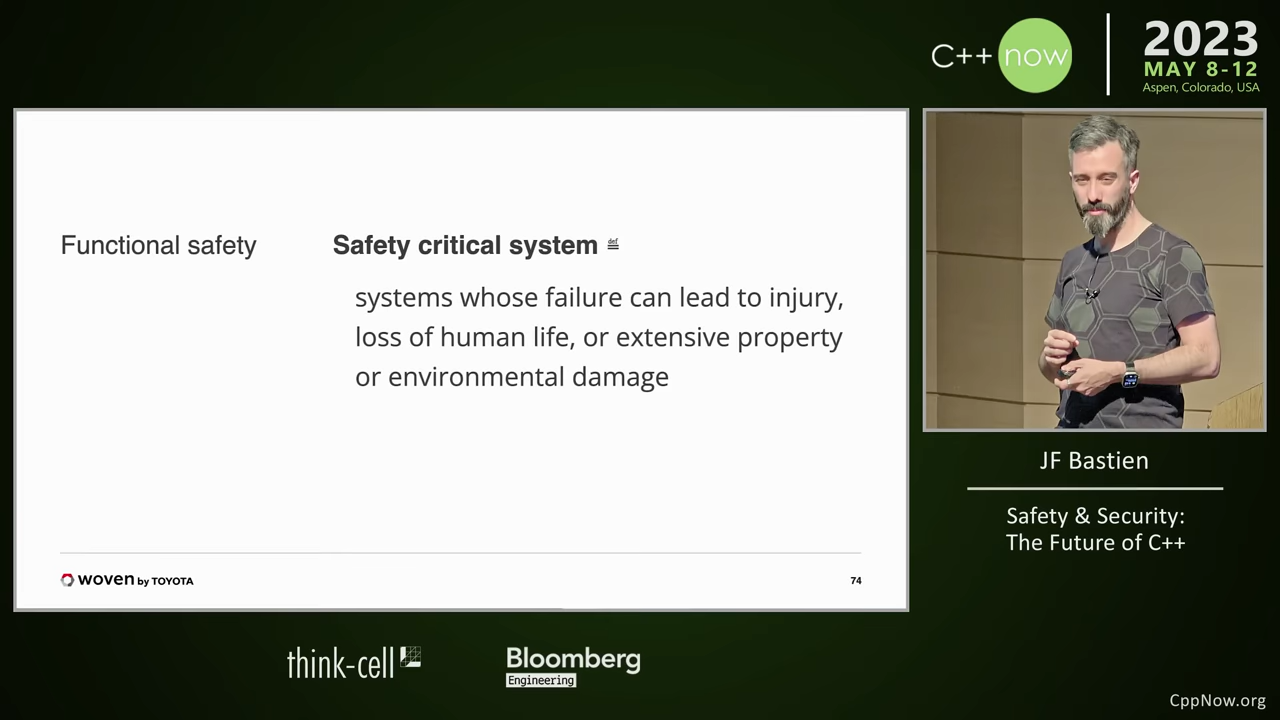 C++ now
2023
MAY 8-12
Aspen, Colorado, USA
Functional safety
Safety critical system ≝
systems whose failure can lead to injury,
loss of human life, or extensive property
or environmental damage
woven by TOYOTA
74
JF Bastien
Safety & Security:
The Future of C++
think-cell
Bloomberg
Engineering
CppNow.org